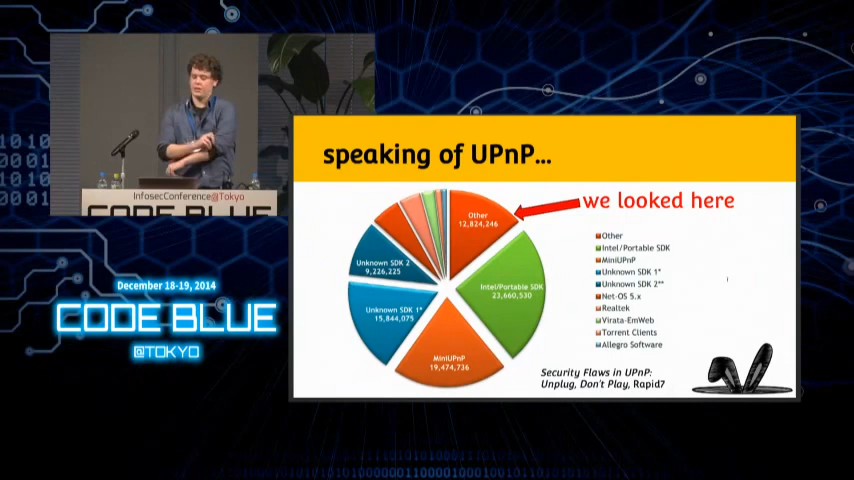 InfosecConference@Tokyo
CODE BLUE
December 18-19, 2014
CODE BLUE
@TOKYO
speaking of UPnP...
we looked here
Other
12,824,246
Intel/Portable SDK
23,660,530
MiniUPnP
19,474,736
Unknown SDK 1*
15,844,075
Unknown SDK 2
9,226,225
Other
Intel/Portable SDK
MiniUPnP
Unknown SDK 1*
Unknown SDK 2**
Net-OS 5.x
Realtek
Virata-EmWeb
Torrent Clients
Allegro Software
Security Flaws in UPnP:
Unplug, Don't Play, Rapid7